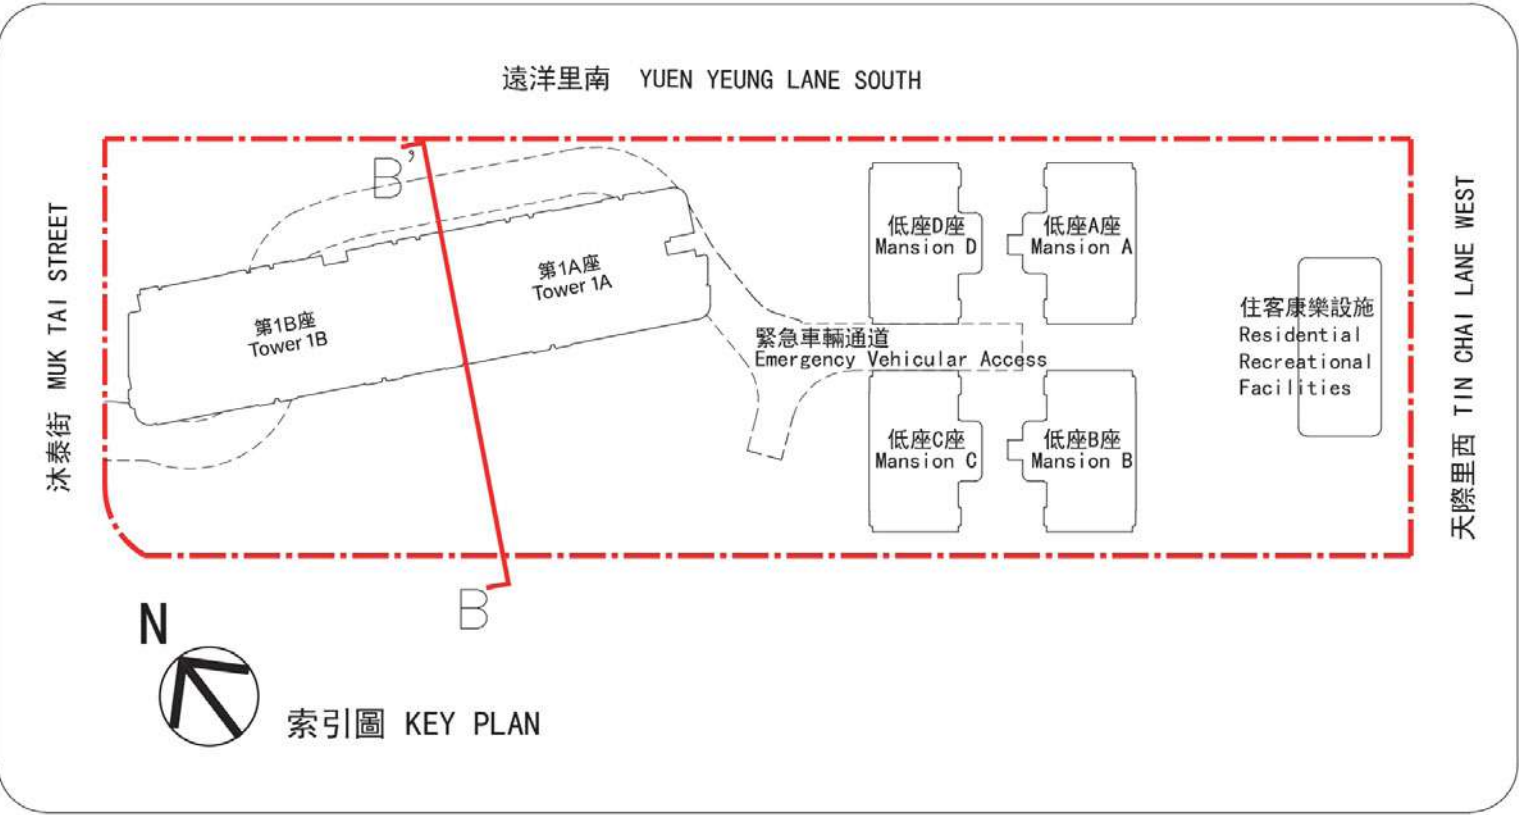 遠洋里南 YUEN YEUNG LANE SOUTH
沐泰街 MUK TAI STREET
B’
第1B座
Tower 1B
第1A座
Tower 1A
低座D座
Mansion D
低座A座
Mansion A
緊急車輛通道
Emergency Vehicular Access
低座C座
Mansion C
低座B座
Mansion B
住客康樂設施
Residential
Recreational
Facilities
天際里西 TIN CHAI LANE WEST
B
N
索引圖 KEY PLAN